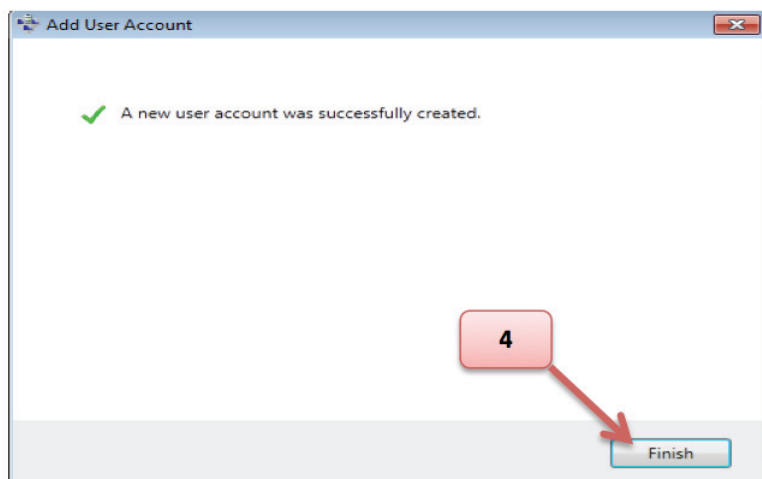 Add User Account
A new user account was successfully created.
4
Finish